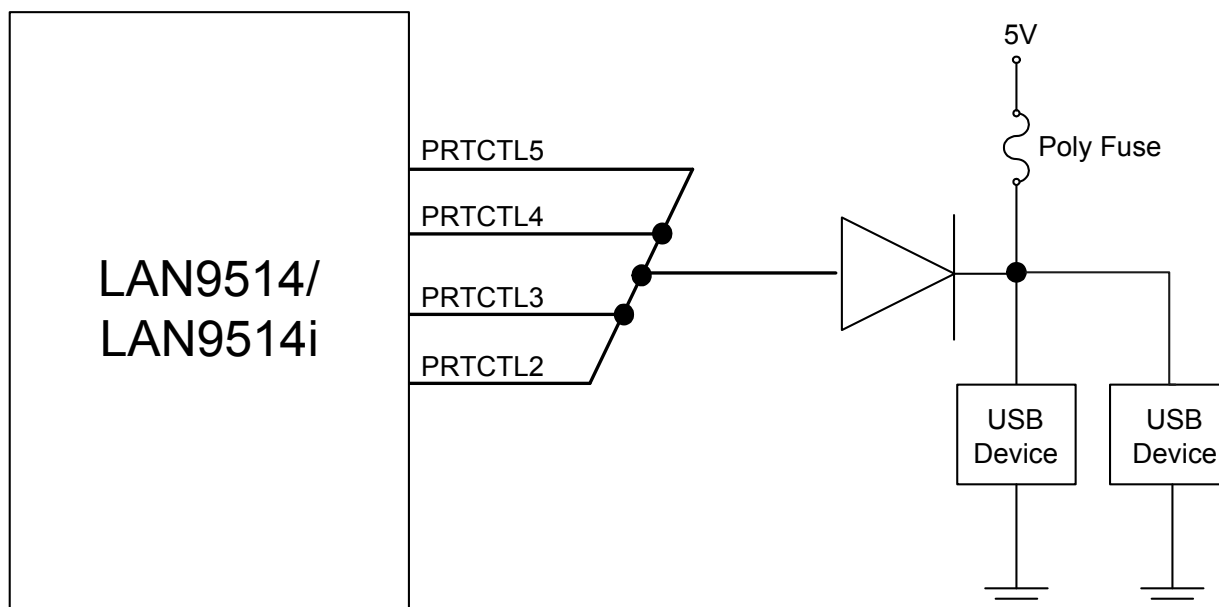 5V
Poly Fuse
PRTCTL5
PRTCTL4
PRTCTL3
PRTCTL2
LAN9514/
LAN9514i
USB
Device
USB
Device